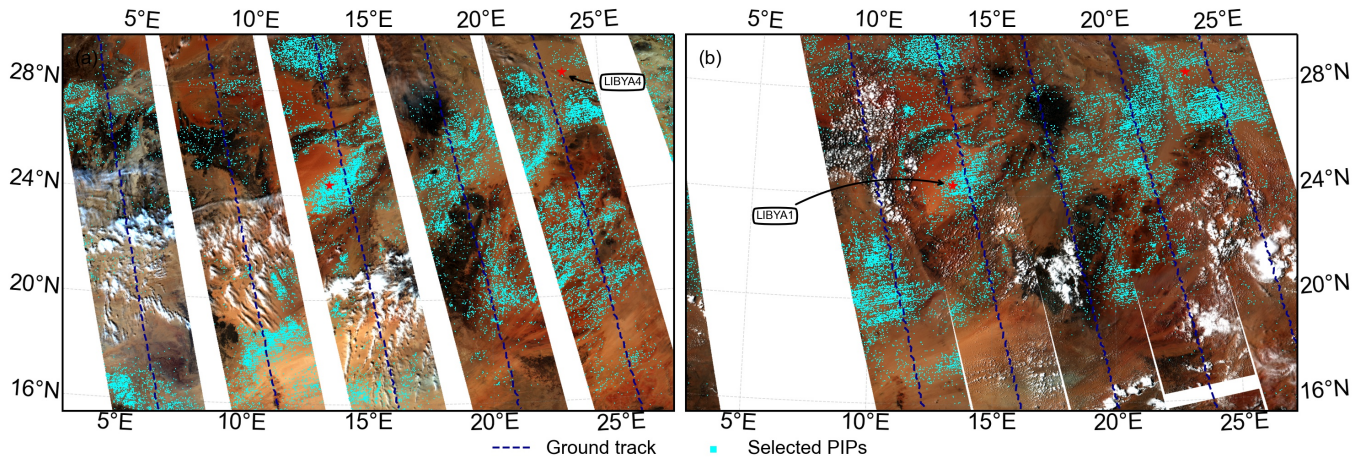 5°E 10°E 15°E 20°E 25°E 5°E 10°E 15°E 20°E 25°E
(a) (b)
28°N LIBYA4 28°N
24°N LIBYA1 24°N
20°N 20°N
16°N 16°N
5°E 10°E 15°E 20°E 25°E 5°E 10°E 15°E 20°E 25°E
Ground track Selected PIPs